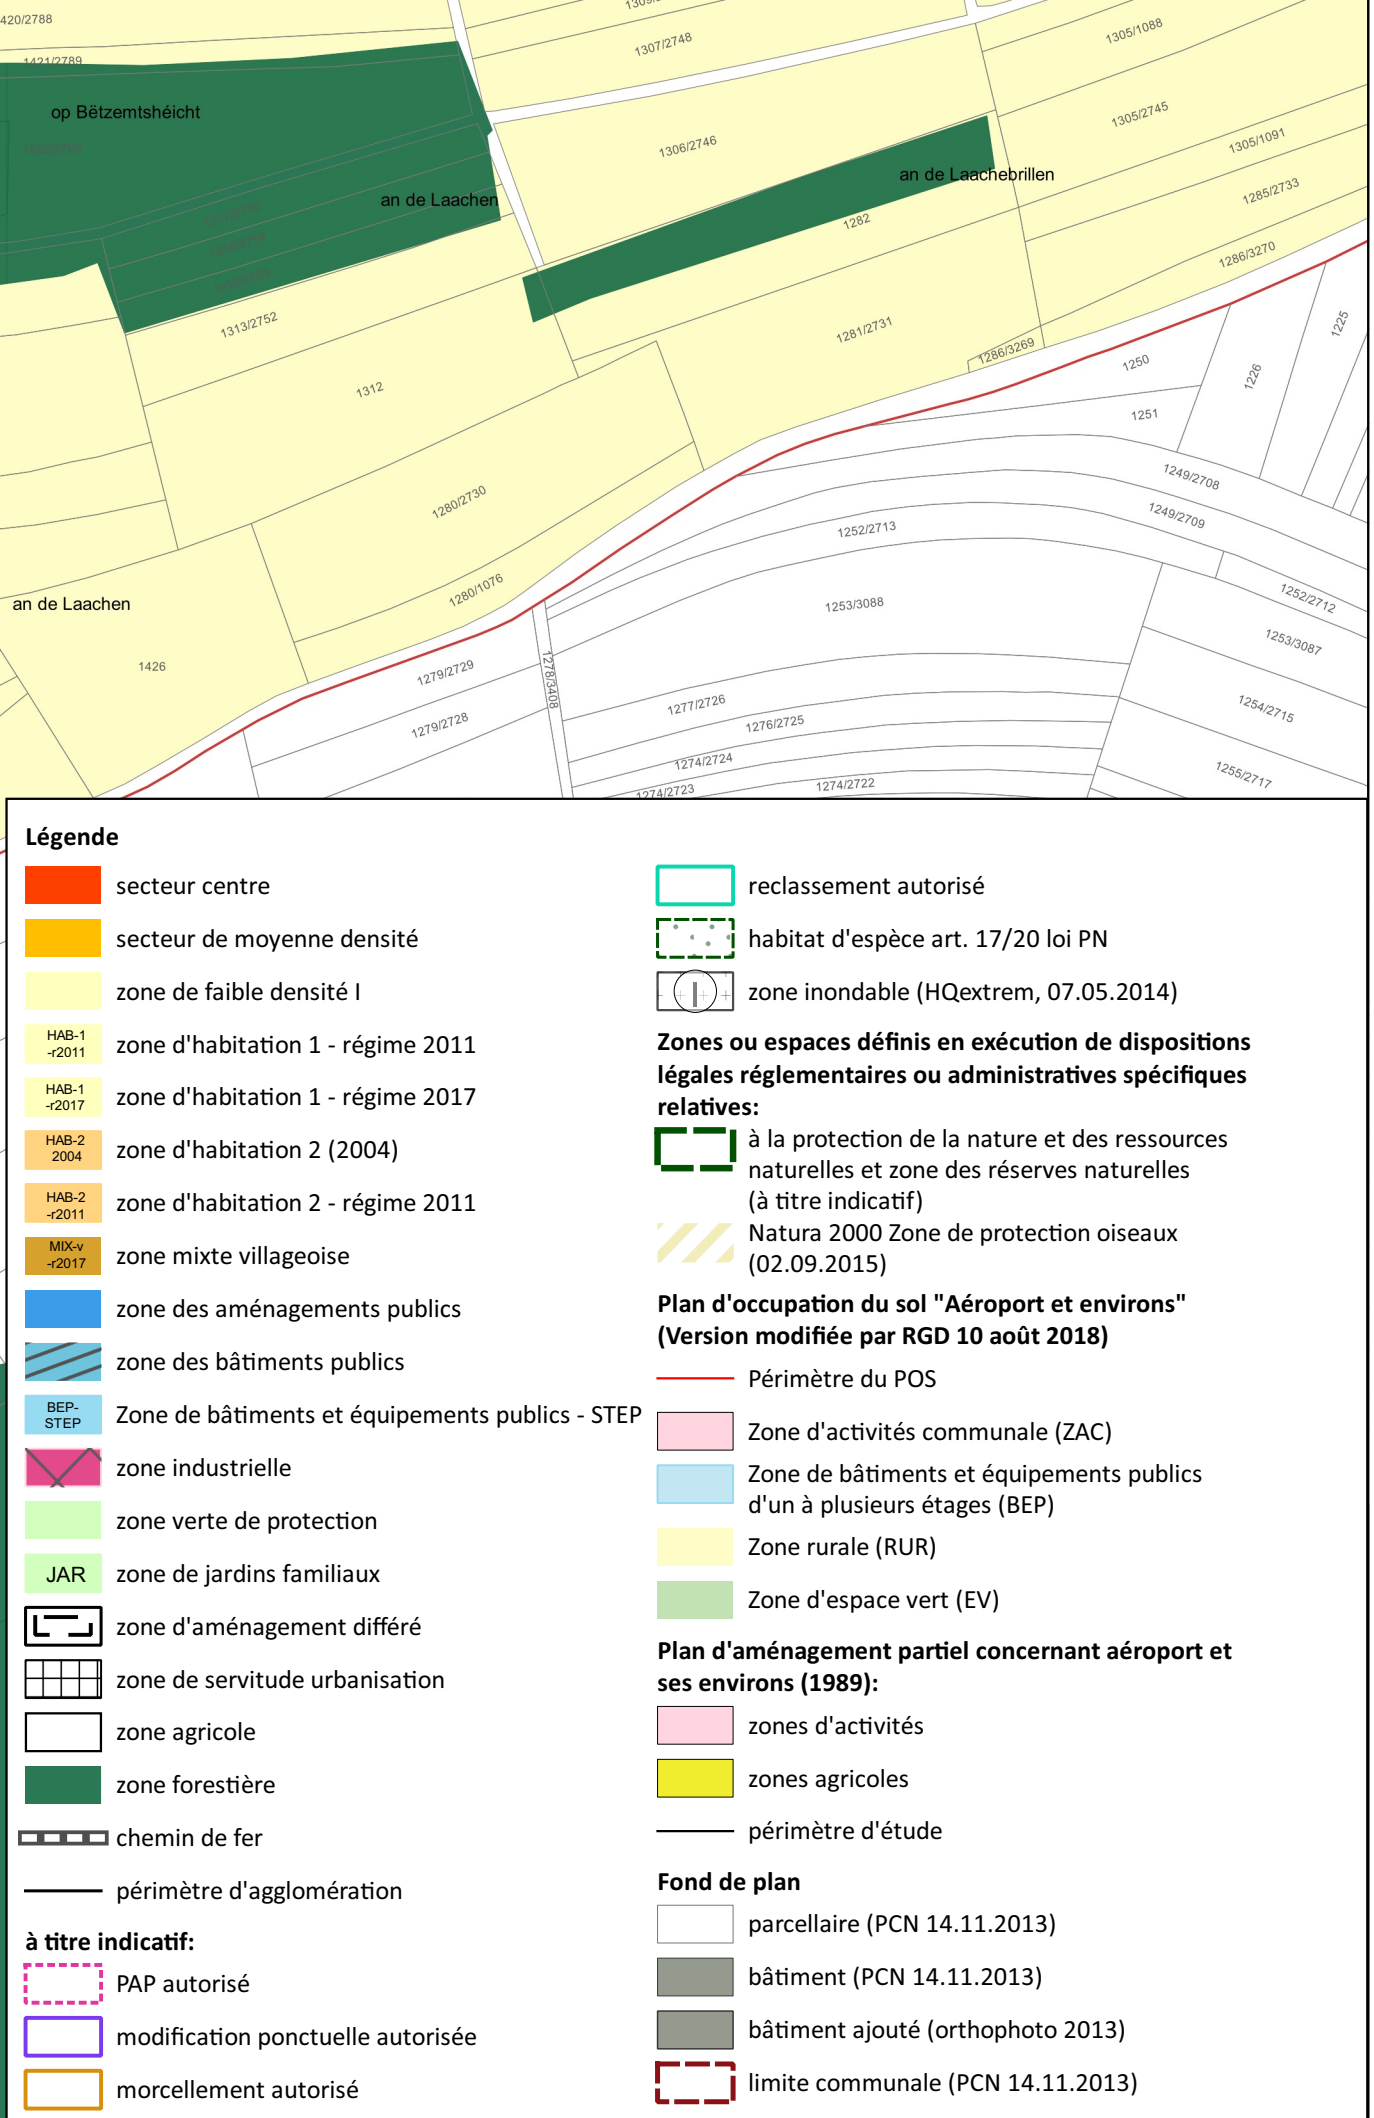 420/2788
1307/2748
1305/1088
1421/2789
op Bëtzemtshéicht
1306/2746
1305/2745
1305/1091
an de Laachebrillen
an de Laachen
1285/2733
1282
1286/3270
1313/2752
1281/2731
1286/3269
1225
1250
1226
1312
1251
1249/2708
1280/2730
1249/2709
1252/2713
1280/1076
1252/2712
an de Laachen
1253/3088
1253/3087
1426
1279/2729
1278/3408
1277/2726
1254/2715
1279/2728
1276/2725
1274/2724
1255/2717
1274/2723
1274/2722
Légende
secteur centre
secteur de moyenne densité
zone de faible densité I
HAB-1
-r2011
zone d'habitation 1 - régime 2011
HAB-1
-r2017
zone d'habitation 1 - régime 2017
HAB-2
2004
zone d'habitation 2 (2004)
HAB-2
-r2011
zone d'habitation 2 - régime 2011
MIX-v
-r2017
zone mixte villageoise
zone des aménagements publics
zone des bâtiments publics
BEP-
STEP
Zone de bâtiments et équipements publics - STEP
zone industrielle
zone verte de protection
JAR
zone de jardins familiaux
zone d'aménagement différé
zone de servitude urbanisation
zone agricole
zone forestière
chemin de fer
périmètre d'agglomération
à titre indicatif:
PAP autorisé
modification ponctuelle autorisée
morcellement autorisé
reclassement autorisé
habitat d'espèce art. 17/20 loi PN
zone inondable (HQextrem, 07.05.2014)
Zones ou espaces définis en exécution de dispositions
légales réglementaires ou administratives spécifiques
relatives:
à la protection de la nature et des ressources
naturelles et zone des réserves naturelles
(à titre indicatif)
Natura 2000 Zone de protection oiseaux
(02.09.2015)
Plan d'occupation du sol "Aéroport et environs"
(Version modifiée par RGD 10 août 2018)
Périmètre du POS
Zone d'activités communale (ZAC)
Zone de bâtiments et équipements publics
d'un à plusieurs étages (BEP)
Zone rurale (RUR)
Zone d'espace vert (EV)
Plan d'aménagement partiel concernant aéroport et
ses environs (1989):
zones d'activités
zones agricoles
périmètre d'étude
Fond de plan
parcellaire (PCN 14.11.2013)
bâtiment (PCN 14.11.2013)
bâtiment ajouté (orthophoto 2013)
limite communale (PCN 14.11.2013)